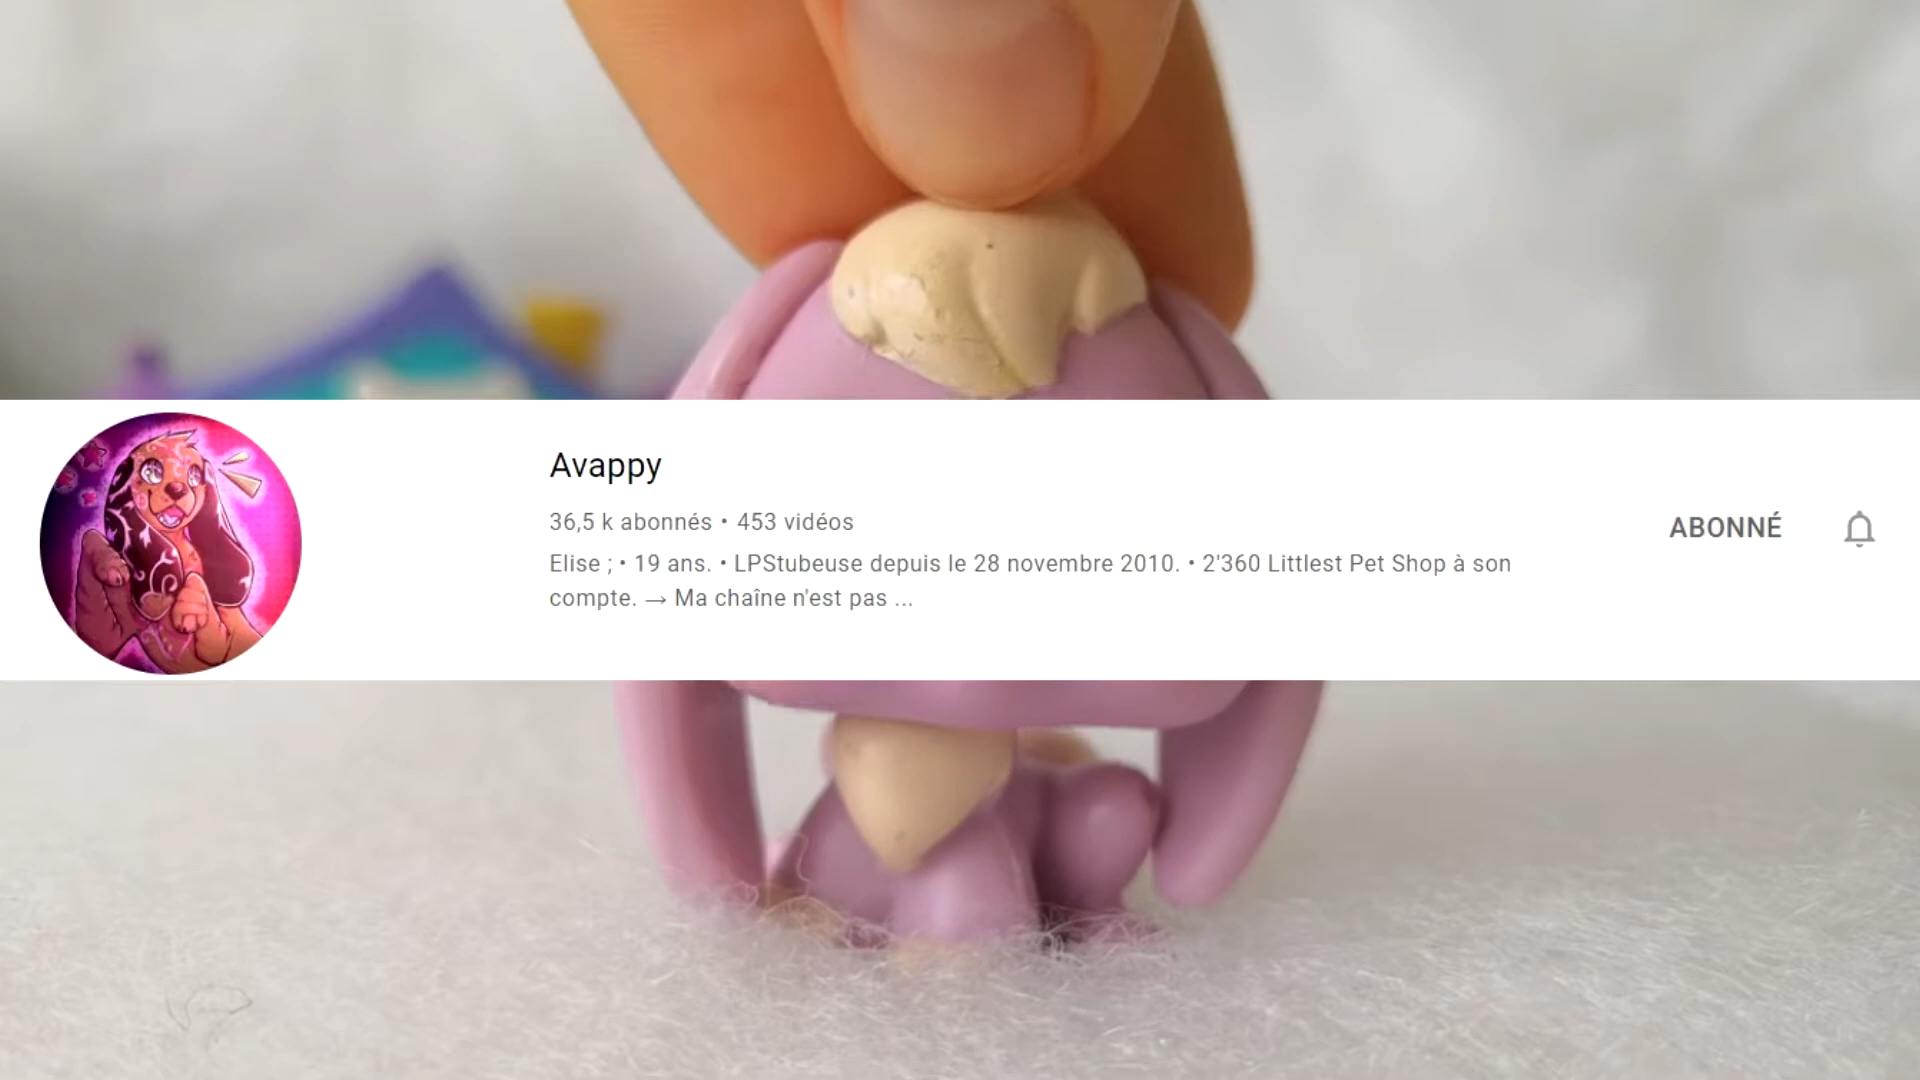 Avappy
36,5 k abonnés • 453 vidéos
Elise ; • 19 ans. • LPStubeuse depuis le 28 novembre 2010. • 2'360 Littlest Pet Shop à son
compte. → Ma chaîne n'est pas ...
ABONNÉ